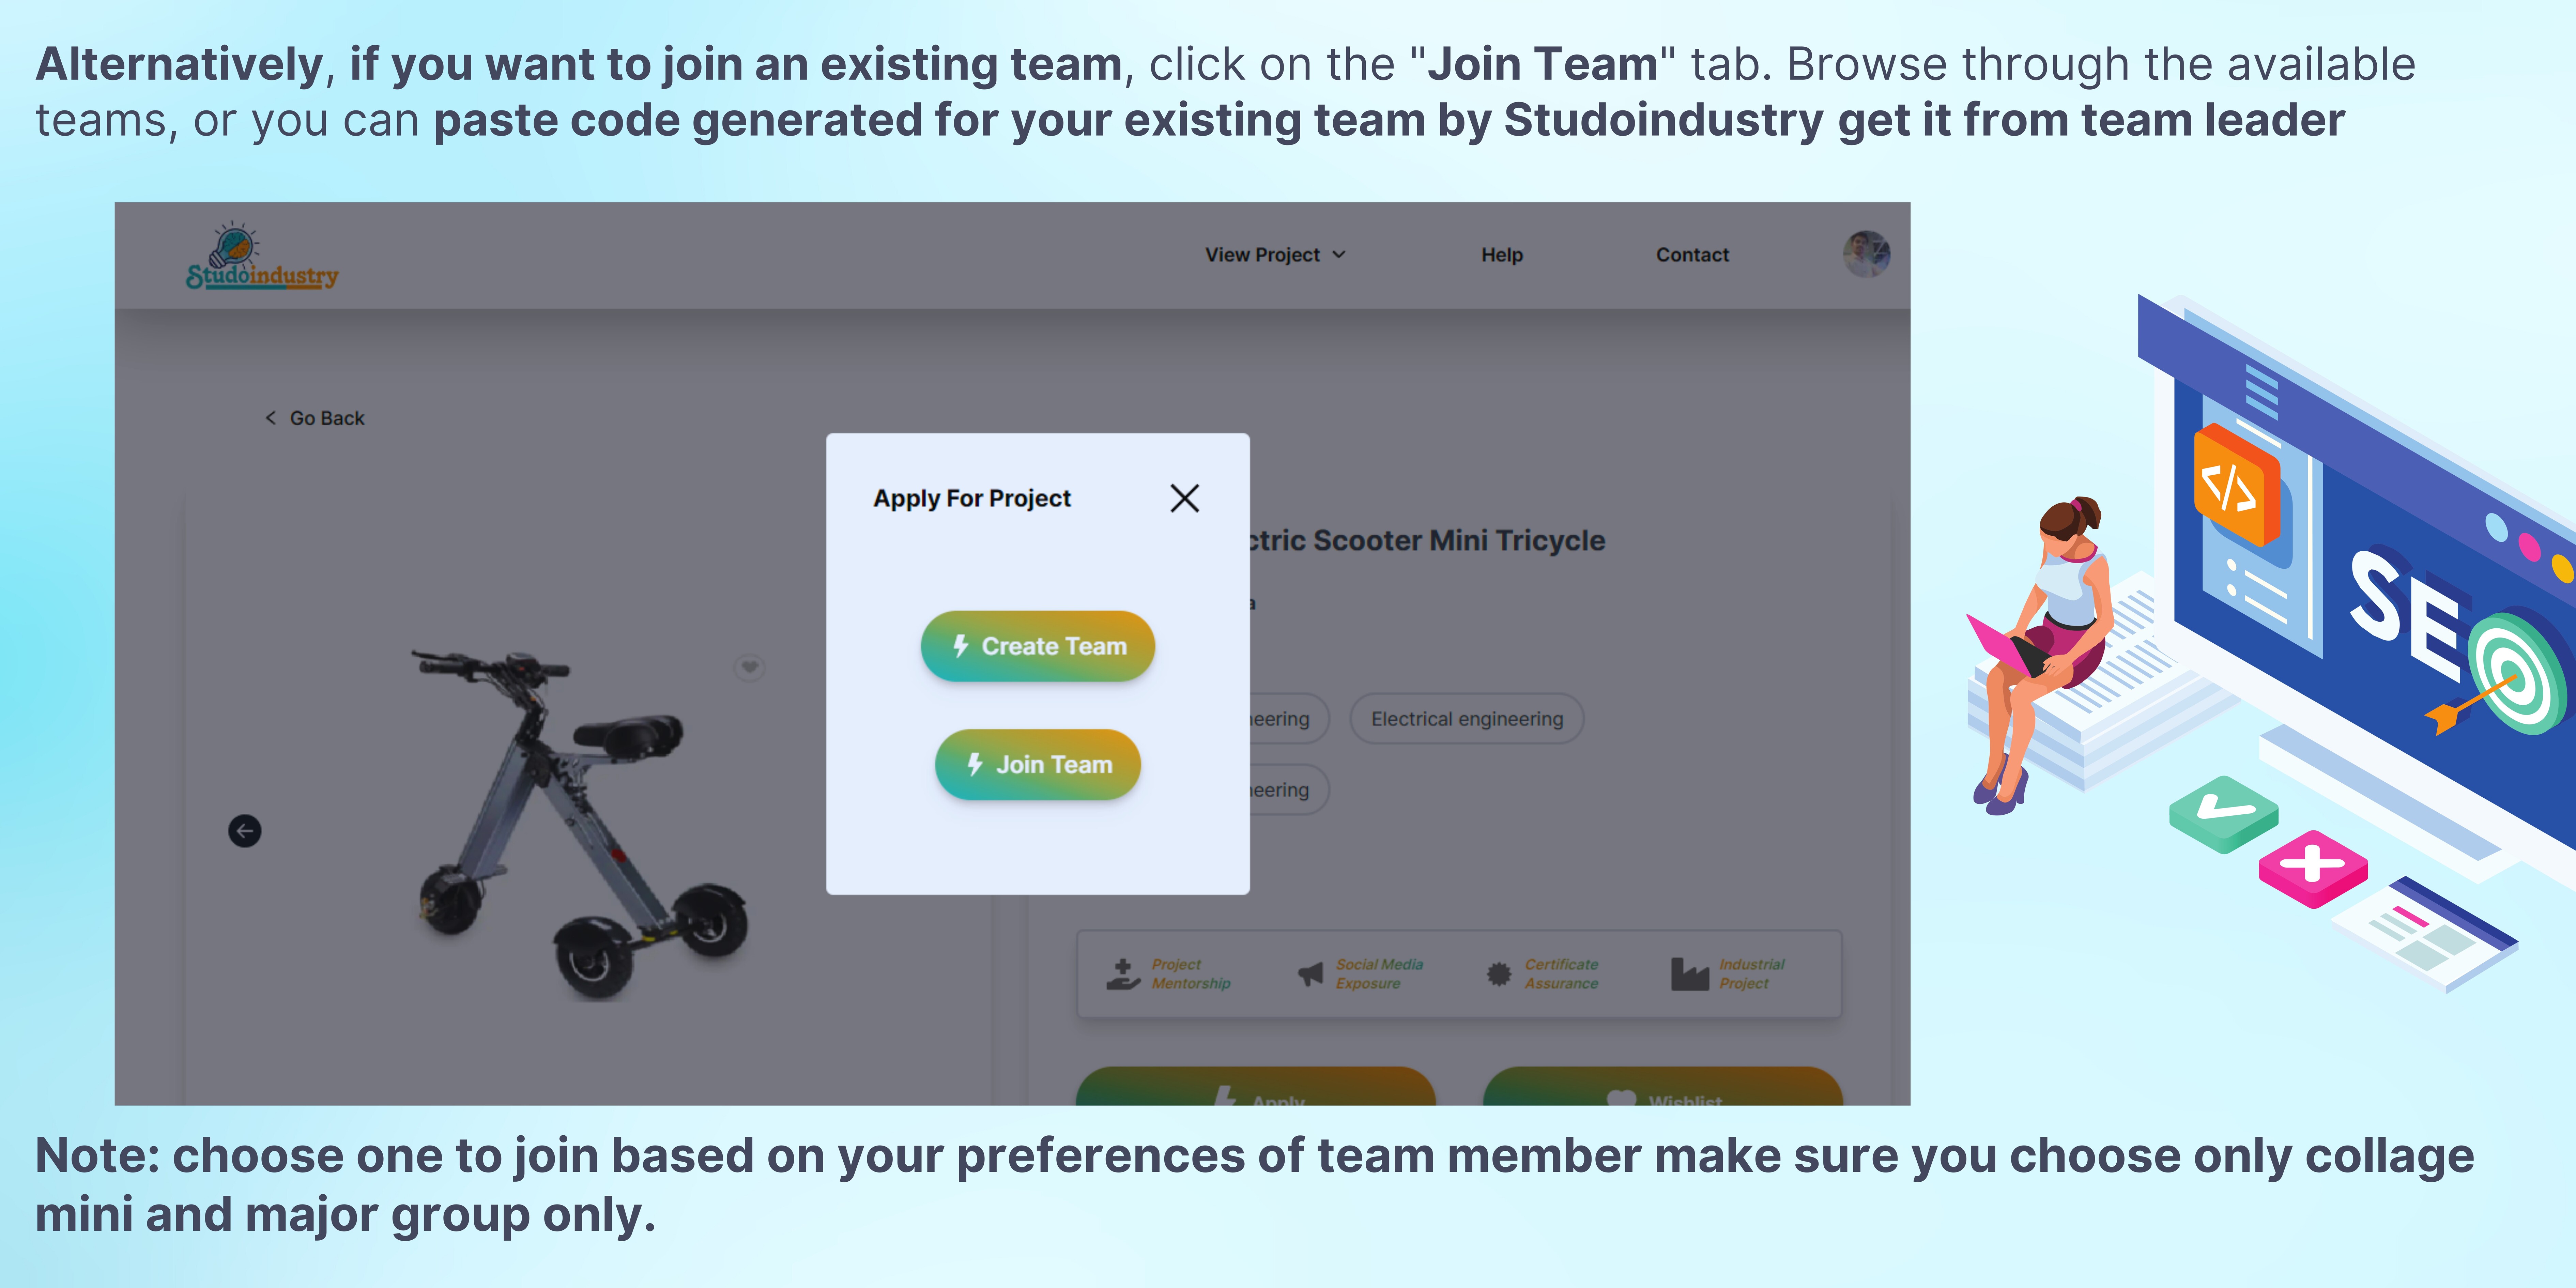 Alternatively, if you want to join an existing team, click on the "Join Team" tab. Browse through the available
teams, or you can paste code generated for your existing team by Studoindustry get it from team leader
Studoindustry
View Project
Help
Contact
Go Back
Apply For Project
ctric Scooter Mini Tricycle
a
Create Team
neering
Electrical engineering
Join Team
neering
Project
Mentorship
Social Media
Exposure
Certificate
Assurance
Industrial
Project
Apply
Wishlist
</>
SEO
Note: choose one to join based on your preferences of team member make sure you choose only collage
mini and major group only.